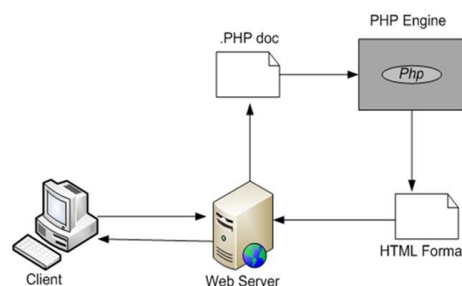 PHP Engine
.PHP doc
Php
HTML Forma
Client
Web Server